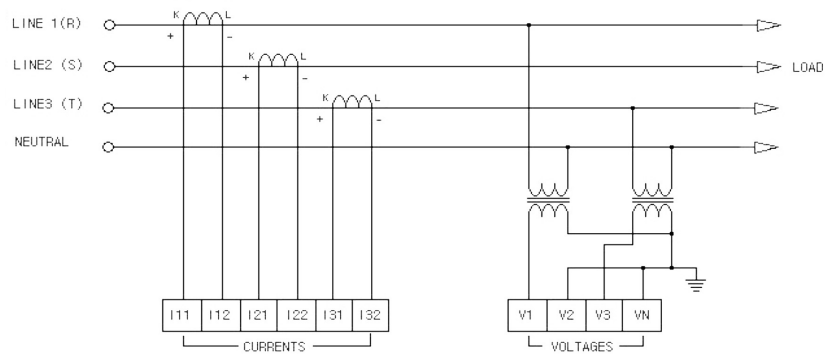 LINE 1(R)
K L
+ -
LINE2 (S)
K L
+ -
LOAD
LINE3 (T)
K L
+ -
NEUTRAL
I11 I12 I21 I22 I31 I32
V1 V2 V3 VN
CURRENTS
VOLTAGES